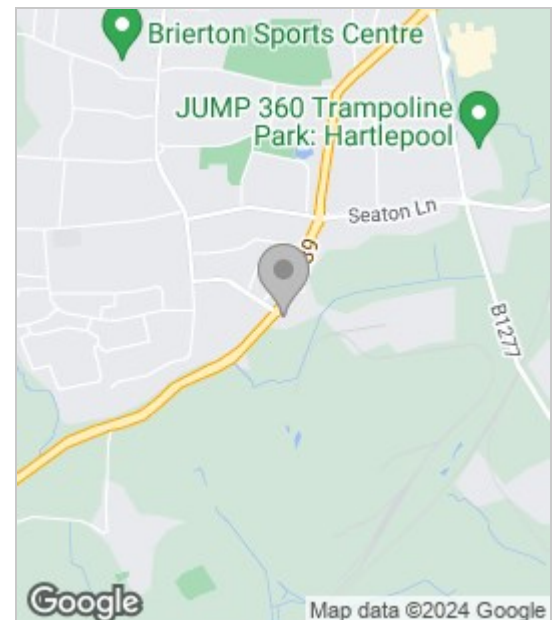 Brierton Sports Centre
JUMP 360 Trampoline
Park: Hartlepool
Seaton Ln
B1277
Google
Map data ©2024 Google